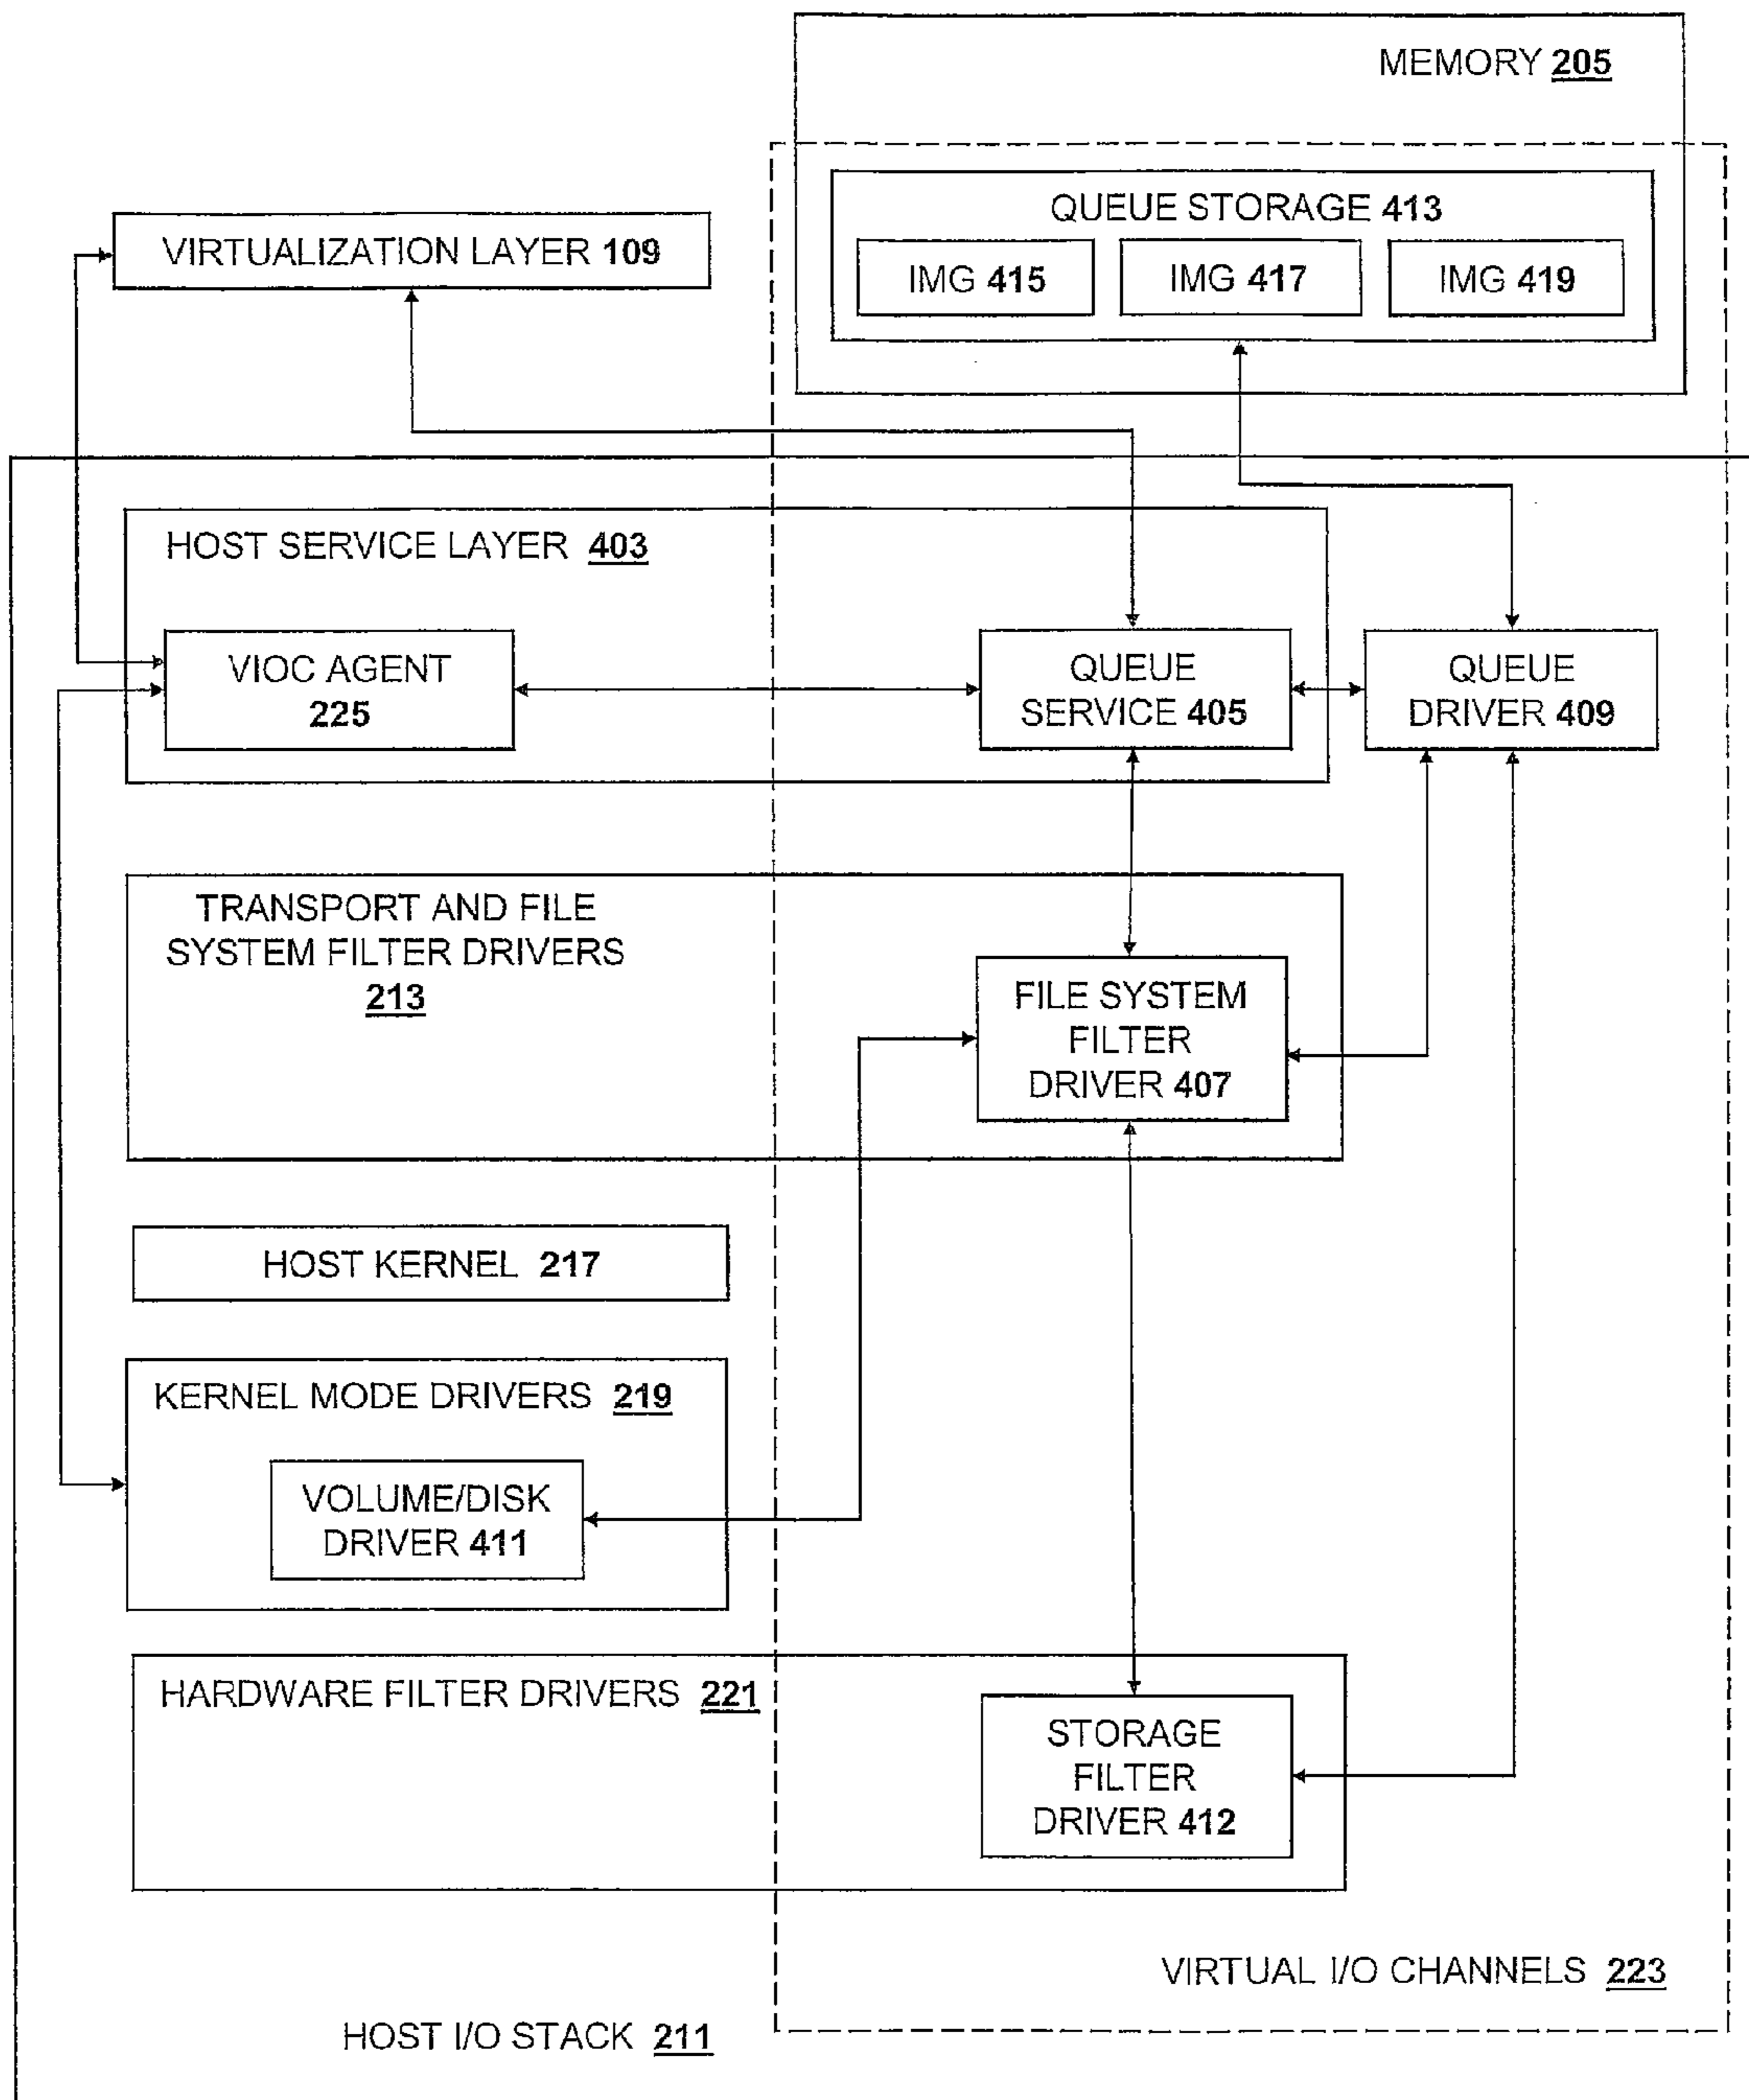 MEMORY 205
QUEUE STORAGE 413
IMG 415
IMG 417
IMG 419
VIRTUALIZATION LAYER 109
HOST SERVICE LAYER 403
VIOC AGENT
225
QUEUE
SERVICE 405
QUEUE
DRIVER 409
TRANSPORT AND FILE
SYSTEM FILTER DRIVERS
213
FILE SYSTEM
FILTER
DRIVER 407
HOST KERNEL 217
KERNEL MODE DRIVERS 219
VOLUME/DISK
DRIVER 411
HARDWARE FILTER DRIVERS 221
STORAGE
FILTER
DRIVER 412
VIRTUAL I/O CHANNELS 223
HOST I/O STACK 211